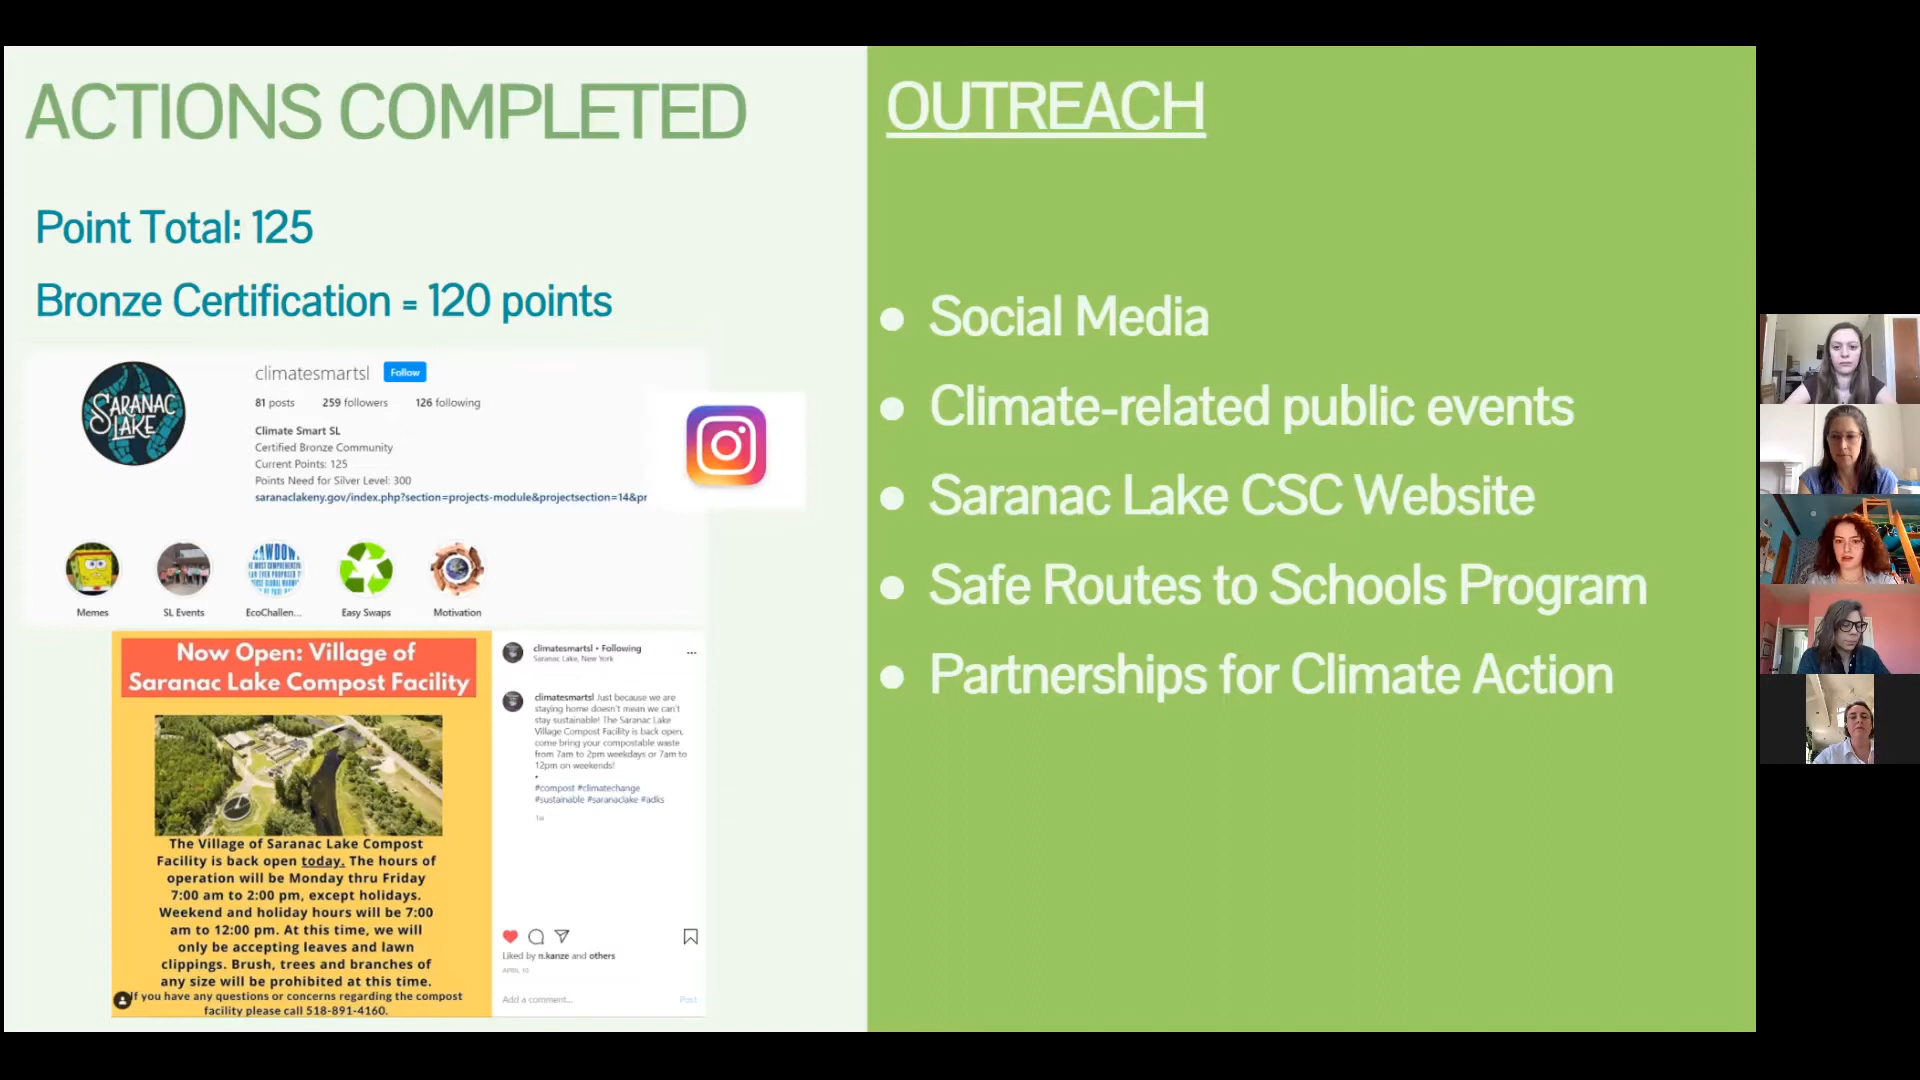 ACTIONS COMPLETED
Point Total: 125
Bronze Certification = 120 points
SARANAC
LAKE
climatesmartsl Follow
81 posts 259 followers 126 following
Climate Smart SL
Certified Bronze Community
Current Points: 125
Points Need for Silver Level: 300
saranaclakeny.gov/index.php?section=projects-module&projectsection=14&pr
Memes SL Events EcoChallen... Easy Swaps Motivation
Now Open: Village of
Saranac Lake Compost Facility
The Village of Saranac Lake Compost
Facility is back open today. The hours of
operation will be Monday thru Friday
7:00 am to 2:00 pm, except holidays.
Weekend and holiday hours will be 7:00
am to 12:00 pm. At this time, we will
only be accepting leaves and lawn
clippings. Brush, trees and branches of
any size will be prohibited at this time.
If you have any questions or concerns regarding the compost
facility please call 518-891-4160.
climatesmartsl • Following
Saranac Lake, New York
climatesmartsl Just because we are
staying home doesn't mean we can't
stay sustainable! The Saranac Lake
Village Compost Facility is back open,
come bring your compostable waste
from 7am to 2pm weekdays or 7am to
12pm on weekends!
•
#compost #climatechange
#sustainable #saranaclake #adks
Liked by n.kanze and others
APRIL 10
Add a comment... Post
OUTREACH
• Social Media
• Climate-related public events
• Saranac Lake CSC Website
• Safe Routes to Schools Program
• Partnerships for Climate Action